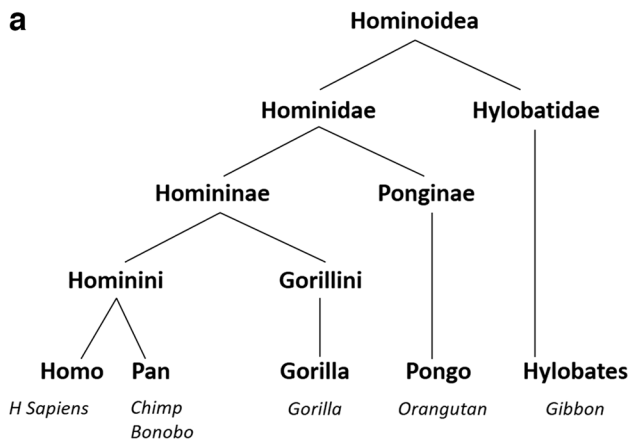 a
Hominoidea
Hominidae Hylobatidae
Homininae Ponginae
Hominini Gorillini
Homo Pan Gorilla Pongo Hylobates
H Sapiens Chimp Gorilla Orangutan Gibbon
Bonobo